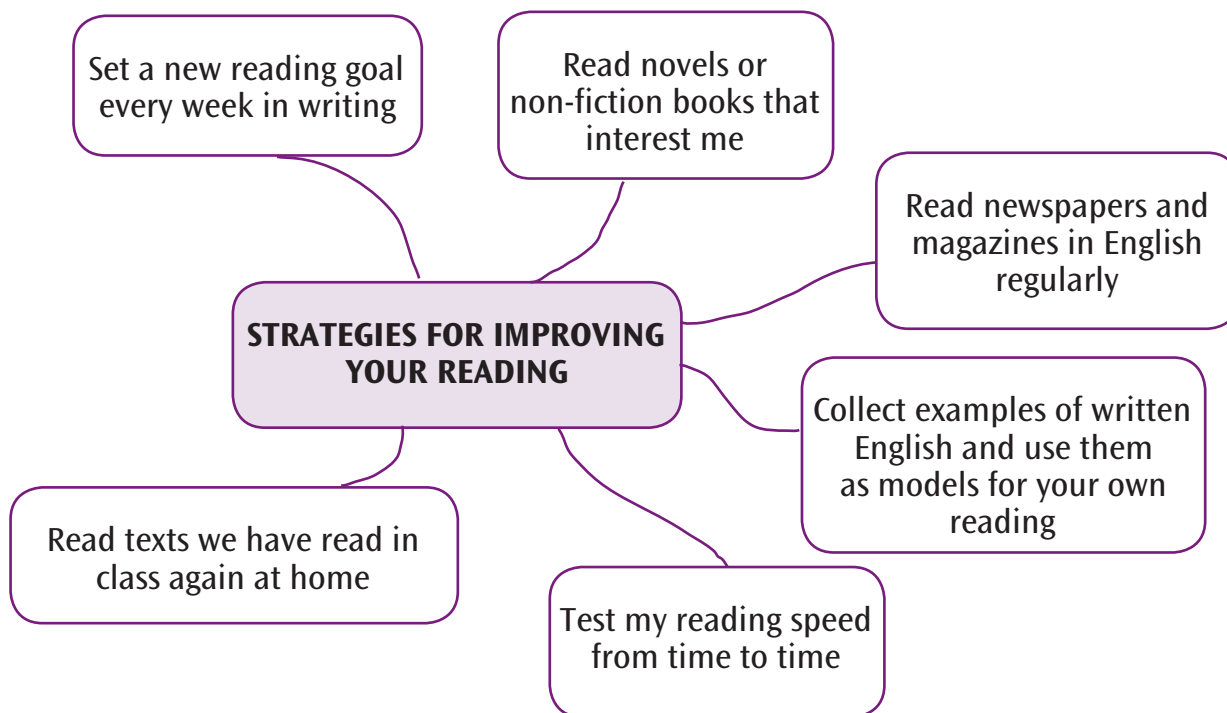 Set a new reading goal
every week in writing
Read novels or
non-fiction books that
interest me
Read newspapers and
magazines in English
regularly
STRATEGIES FOR IMPROVING
YOUR READING
Collect examples of written
English and use them
as models for your own
reading
Read texts we have read in
class again at home
Test my reading speed
from time to time